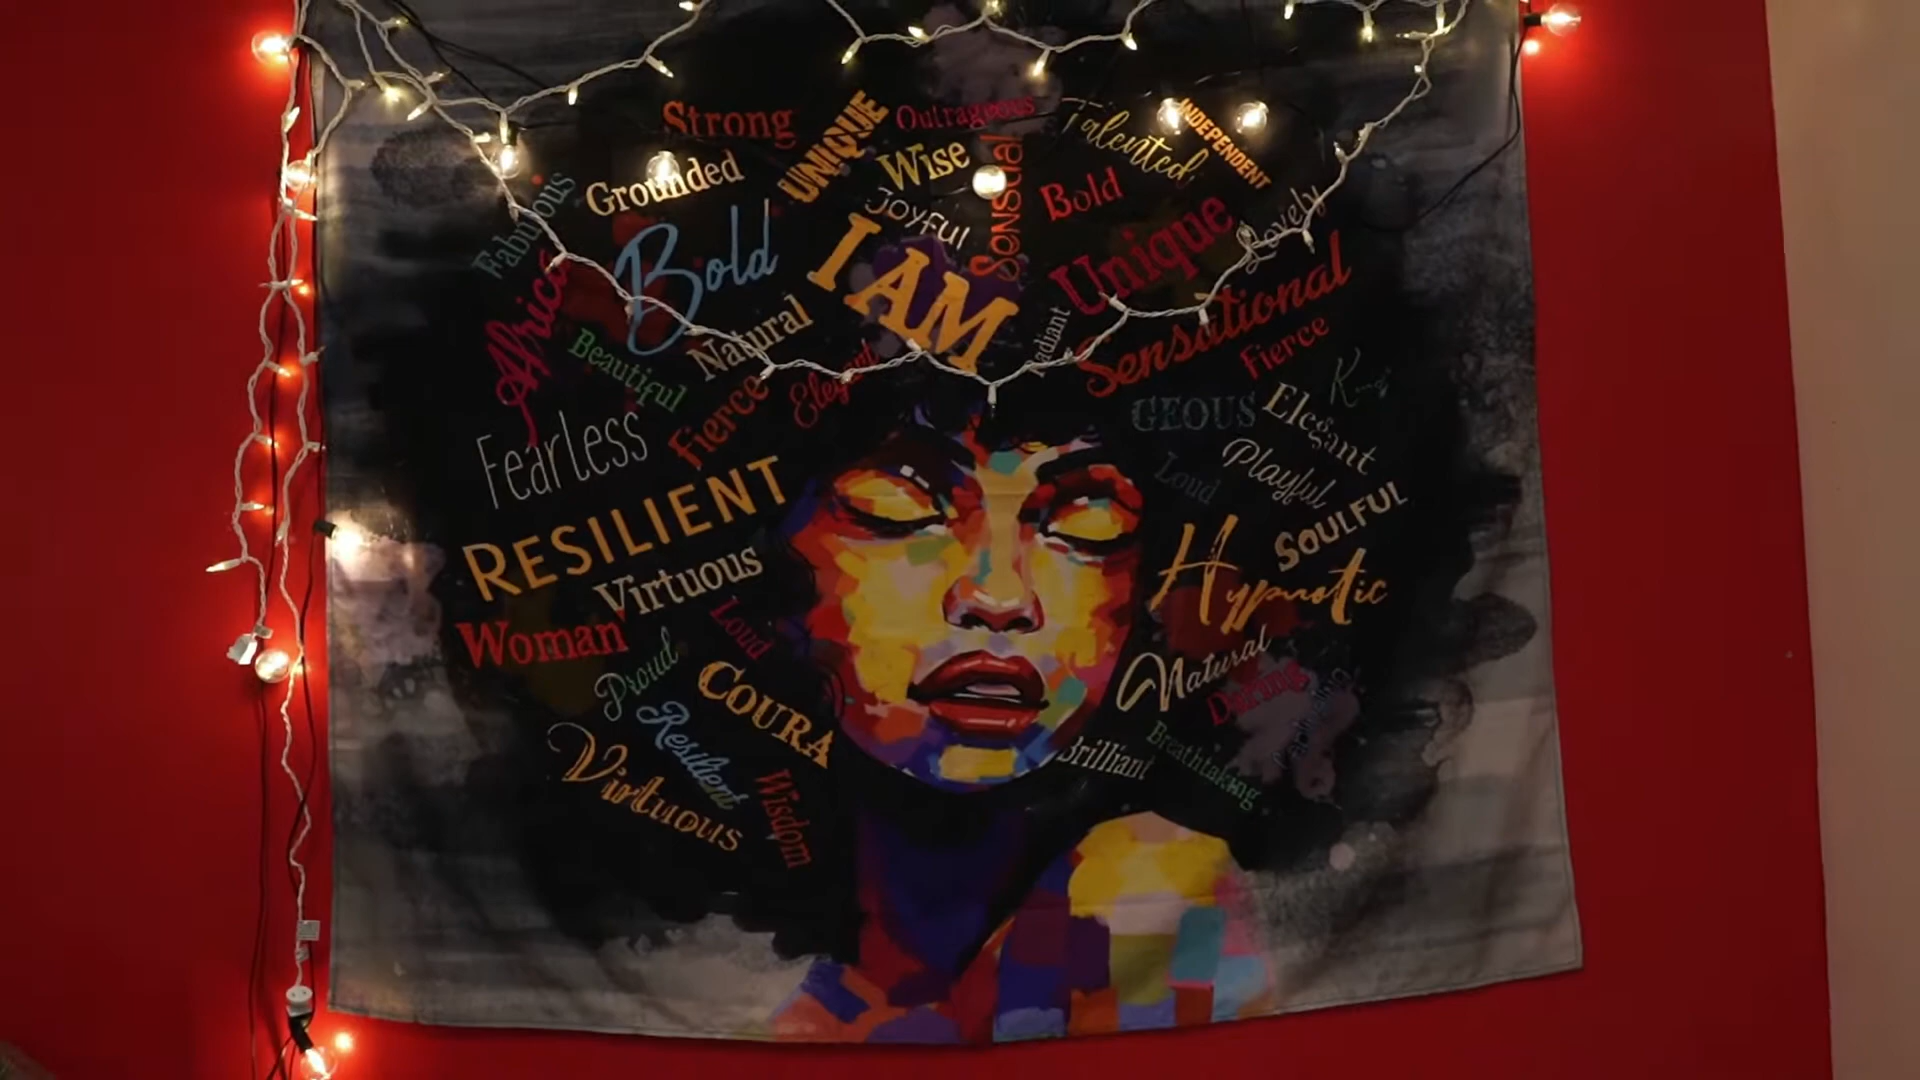 Strong
UNIQUE
Outrageous
Talented
INDEPENDENT
Grounded
Wise
Sensual
Bold
Fabulous
Joyful
Lovely
Bold
I AM
Unique
Africa
Natural
Radiant
Sensational
Beautiful
Elegant
Fierce
Fierce
Fearless
GEOUS
Elegant
Playful
RESILIENT
Loud
SOULFUL
Virtuous
Hypnotic
Woman
Loud
Proud
Natural
COURA
Daring
Resilient
Brilliant
Breathtaking
Virtuous
Wisdom